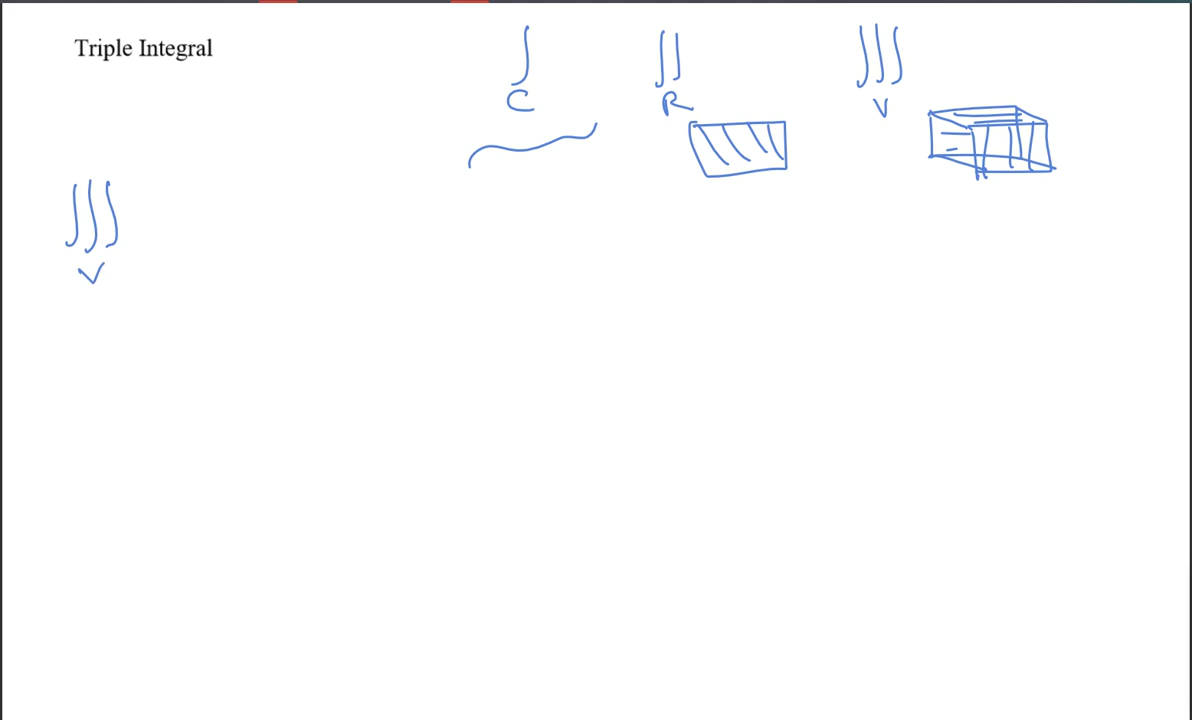 Triple Integral
∫ ∬ ∭
C R V
∭
V